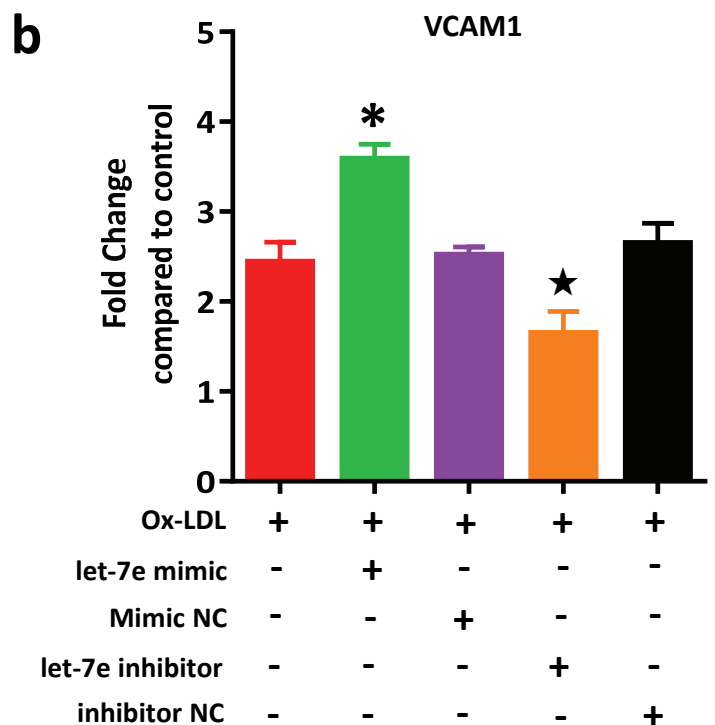 b
VCAM1
Fold Change
compared to control
5
4
3
2
1
0
*
★
Ox-LDL + + + + +
let-7e mimic - + - - -
Mimic NC - - + - -
let-7e inhibitor - - - + -
inhibitor NC - - - - +